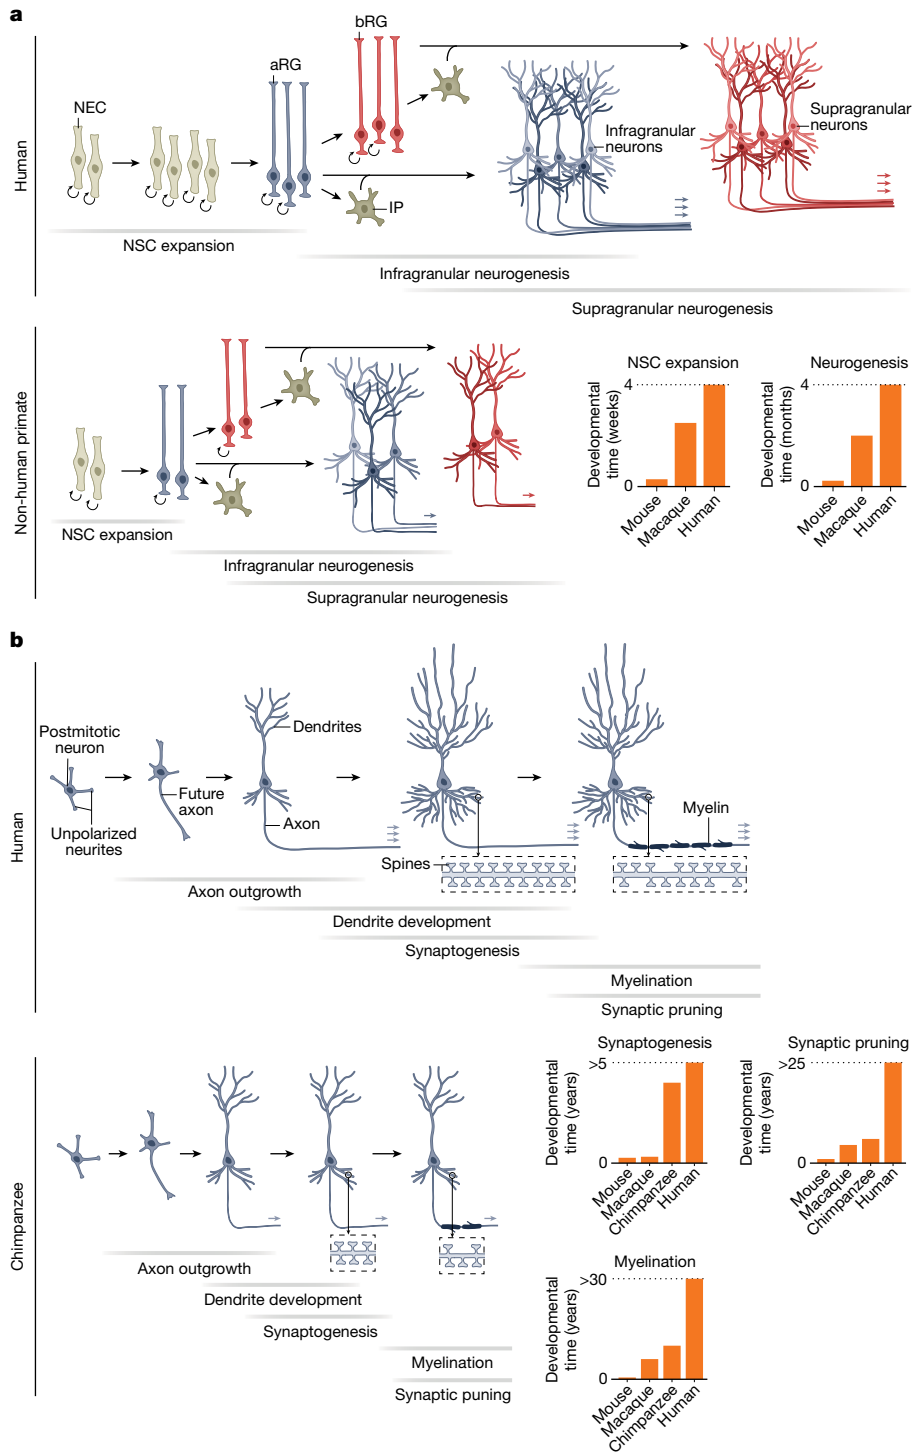 a
Human
NEC
aRG
bRG
IP
Infragranular
neurons
Supragranular
neurons
NSC expansion
Infragranular neurogenesis
Supragranular neurogenesis
Non-human primate
NSC expansion
Infragranular neurogenesis
Supragranular neurogenesis
NSC expansion
Developmental
time (weeks)
4
0
Mouse
Macaque
Human
Neurogenesis
Developmental
time (months)
4
0
Mouse
Macaque
Human
b
Human
Postmitotic
neuron
Unpolarized
neurites
Future
axon
Dendrites
Axon
Spines
Myelin
Axon outgrowth
Dendrite development
Synaptogenesis
Myelination
Synaptic pruning
Chimpanzee
Axon outgrowth
Dendrite development
Synaptogenesis
Myelination
Synaptic puning
Synaptogenesis
Developmental
time (years)
>5
0
Mouse
Macaque
Chimpanzee
Human
Synaptic pruning
Developmental
time (years)
>25
0
Mouse
Macaque
Chimpanzee
Human
Myelination
Developmental
time (years)
>30
0
Mouse
Macaque
Chimpanzee
Human